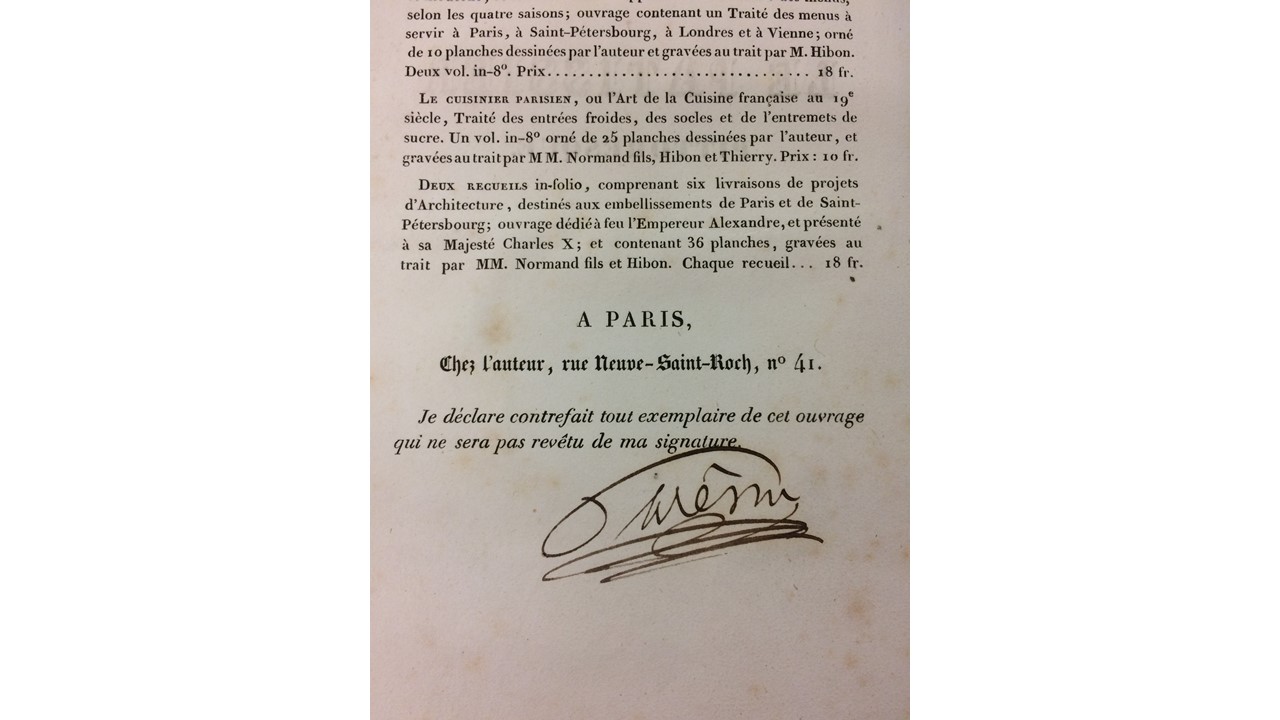 selon les quatre saisons; ouvrage contenant un Traité des menus à
servir à Paris, à Saint-Pétersbourg, à Londres et à Vienne; orné
de 10 planches dessinées par l'auteur et gravées au trait par M. Hibon.
Deux vol. in-8º. Prix................................. 18 fr.
LE CUISINIER PARISIEN, ou l'Art de la Cuisine française au 19e
siècle, Traité des entrées froides, des socles et de l'entremets de
sucre. Un vol. in-8º orné de 25 planches dessinées par l'auteur, et
gravées au trait par MM. Normand fils, Hibon et Thierry. Prix : 10 fr.
DEUX RECUEILS in-folio, comprenant six livraisons de projets
d'Architecture, destinés aux embellissements de Paris et de Saint-
Pétersbourg; ouvrage dédié à feu l'Empereur Alexandre, et présenté
à sa Majesté Charles X; et contenant 36 planches, gravées au
trait par MM. Normand fils et Hibon. Chaque recueil... 18 fr.
A PARIS,
Chez l'auteur, rue Neuve-Saint-Roch, nº 41.
Je déclare contrefait tout exemplaire de cet ouvrage
qui ne sera pas revêtu de ma signature.